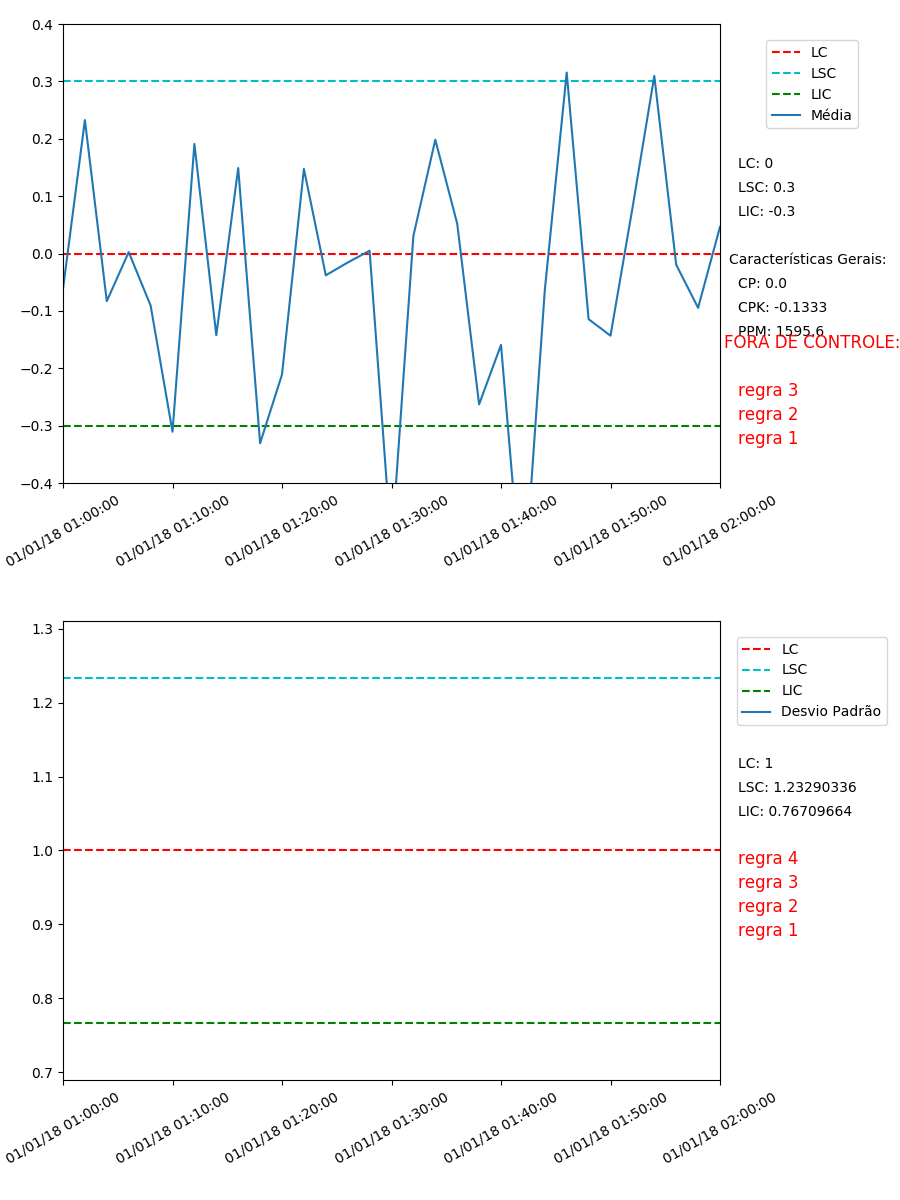 0.4
0.3
0.2
0.1
0.0
−0.1
−0.2
−0.3
−0.4
01/01/18 01:00:00
01/01/18 01:10:00
01/01/18 01:20:00
01/01/18 01:30:00
01/01/18 01:40:00
01/01/18 01:50:00
01/01/18 02:00:00
LC
LSC
LIC
Média
LC: 0
LSC: 0.3
LIC: -0.3
Características Gerais:
CP: 0.0
CPK: -0.1333
PPM: 1595.6
FORA DE CONTROLE:
regra 3
regra 2
regra 1
1.3
1.2
1.1
1.0
0.9
0.8
0.7
01/01/18 01:00:00
01/01/18 01:10:00
01/01/18 01:20:00
01/01/18 01:30:00
01/01/18 01:40:00
01/01/18 01:50:00
01/01/18 02:00:00
LC
LSC
LIC
Desvio Padrão
LC: 1
LSC: 1.23290336
LIC: 0.76709664
regra 4
regra 3
regra 2
regra 1